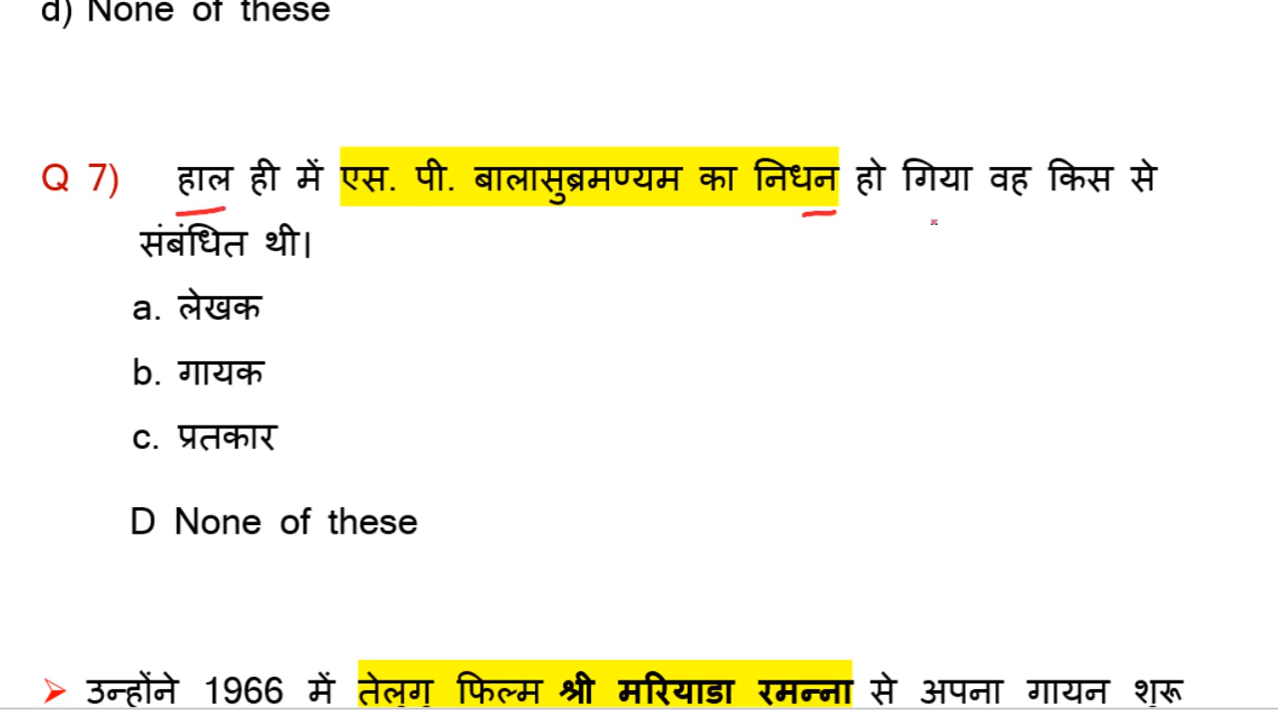 d) None of these
Q 7) हाल ही में एस. पी. बालासुब्रमण्यम का निधन हो गिया वह किस से
संबंधित थी।
a. लेखक
b. गायक
c. प्रतकार
D None of these
➢ उन्होंने 1966 में तेलुगु फिल्म श्री मरियाडा रमन्ना से अपना गायन शुरू